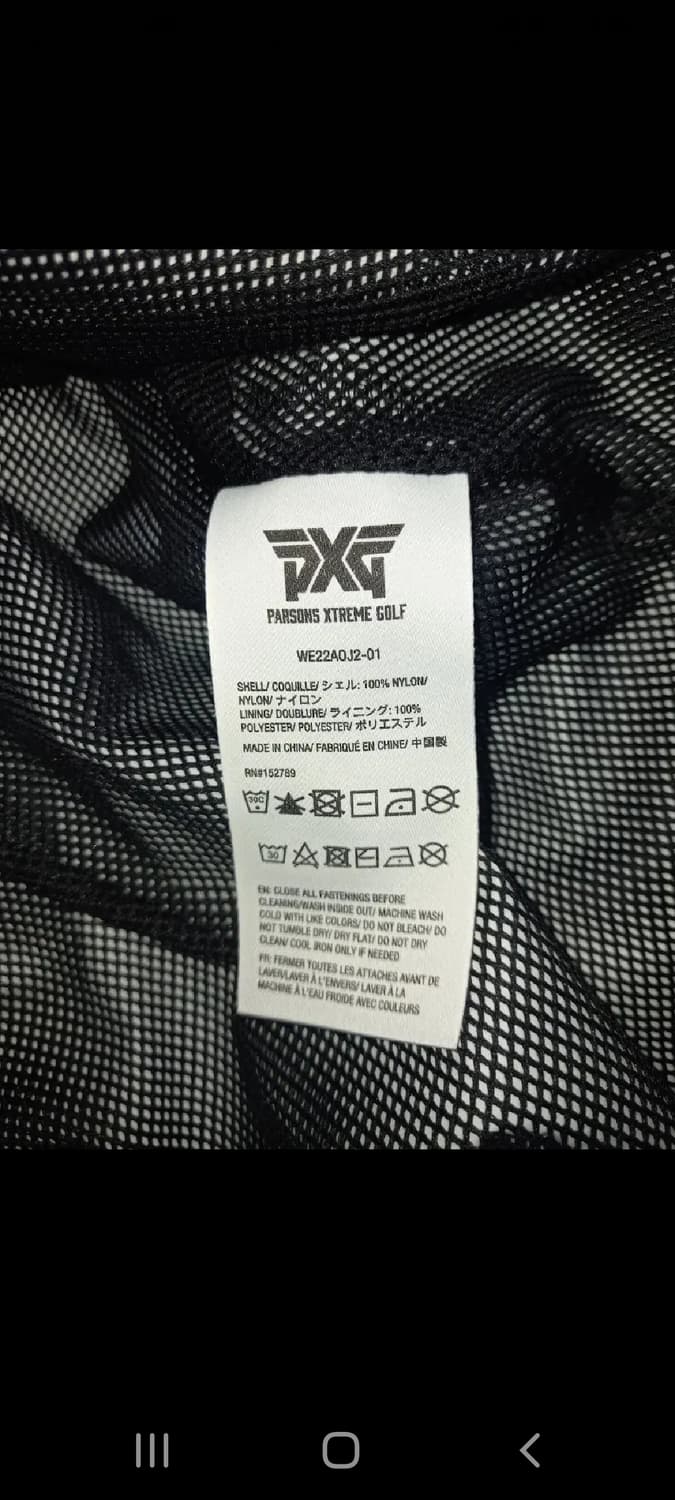 PXG
PARSONS XTREME GOLF
WE22AOJ2-01
SHELL/ COQUILLE/ シェル: 100% NYLON/
NYLON/ ナイロン
LINING/ DOUBLURE/ ライニング: 100%
POLYESTER/ POLYESTER/ ポリエステル
MADE IN CHINA/ FABRIQUÉ EN CHINE/ 中国製
RN#152789
30C
30
EN: CLOSE ALL FASTENINGS BEFORE
CLEANING/WASH INSIDE OUT/ MACHINE WASH
COLD WITH LIKE COLORS/ DO NOT BLEACH/ DO
NOT TUMBLE DRY/ DRY FLAT/ DO NOT DRY
CLEAN/ COOL IRON ONLY IF NEEDED
FR: FERMER TOUTES LES ATTACHES AVANT DE
LAVER/LAVER À L'ENVERS/ LAVER À LA
MACHINE À L'EAU FROIDE AVEC COULEURS